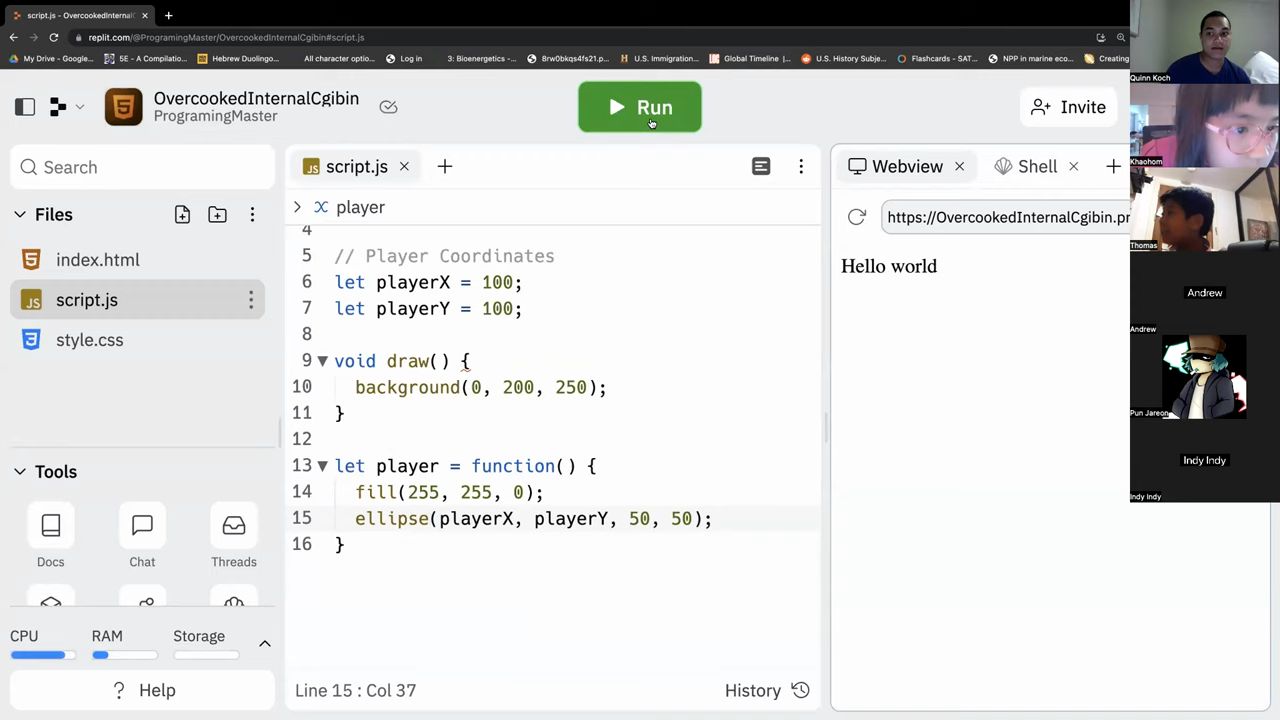 script.js - OvercookedInternalC
replit.com/@ProgramingMaster/OvercookedInternalCgibin#script.js
My Drive - Google...
5E - A Compilatio...
Hebrew Duolingo...
All character option...
Log in
3: Bioenergetics -...
8rw0bkqs4fs21.p...
U.S. Immigration...
Global Timeline |...
U.S. History Subje...
Flashcards - SAT...
NPP in marine eco...
Creating
OvercookedInternalCgibin
ProgramingMaster
Run
Invite
Search
Files
index.html
script.js
style.css
Tools
Docs
Chat
Threads
CPU
RAM
Storage
? Help
script.js
player
4
5 // Player Coordinates
6 let playerX = 100;
7 let playerY = 100;
8
9 void draw() {
10 background(0, 200, 250);
11 }
12
13 let player = function() {
14 fill(255, 255, 0);
15 ellipse(playerX, playerY, 50, 50);
16 }
Line 15 : Col 37
History
Webview
Shell
https://OvercookedInternalCgibin.pr
Hello world
Quinn Koch
Khaohom
Thomas
Andrew
Andrew
Pun Jareon
Indy Indy
Indy Indy